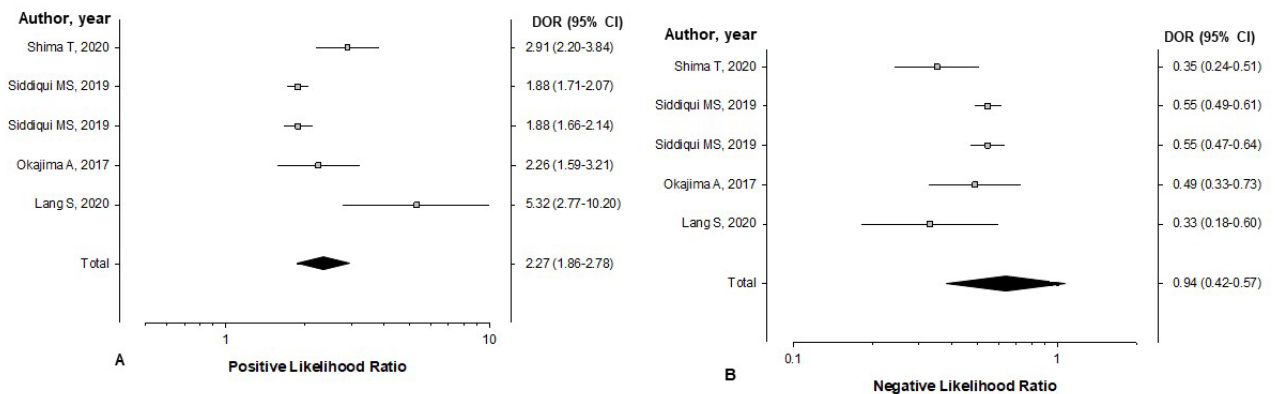 Author, year DOR (95% CI)
Shima T, 2020 2.91 (2.20-3.84)
Siddiqui MS, 2019 1.88 (1.71-2.07)
Siddiqui MS, 2019 1.88 (1.66-2.14)
Okajima A, 2017 2.26 (1.59-3.21)
Lang S, 2020 5.32 (2.77-10.20)
Total 2.27 (1.86-2.78)
1 10
Positive Likelihood Ratio
A
Author, year DOR (95% CI)
Shima T, 2020 0.35 (0.24-0.51)
Siddiqui MS, 2019 0.55 (0.49-0.61)
Siddiqui MS, 2019 0.55 (0.47-0.64)
Okajima A, 2017 0.49 (0.33-0.73)
Lang S, 2020 0.33 (0.18-0.60)
Total 0.94 (0.42-0.57)
0.1 1
Negative Likelihood Ratio
B